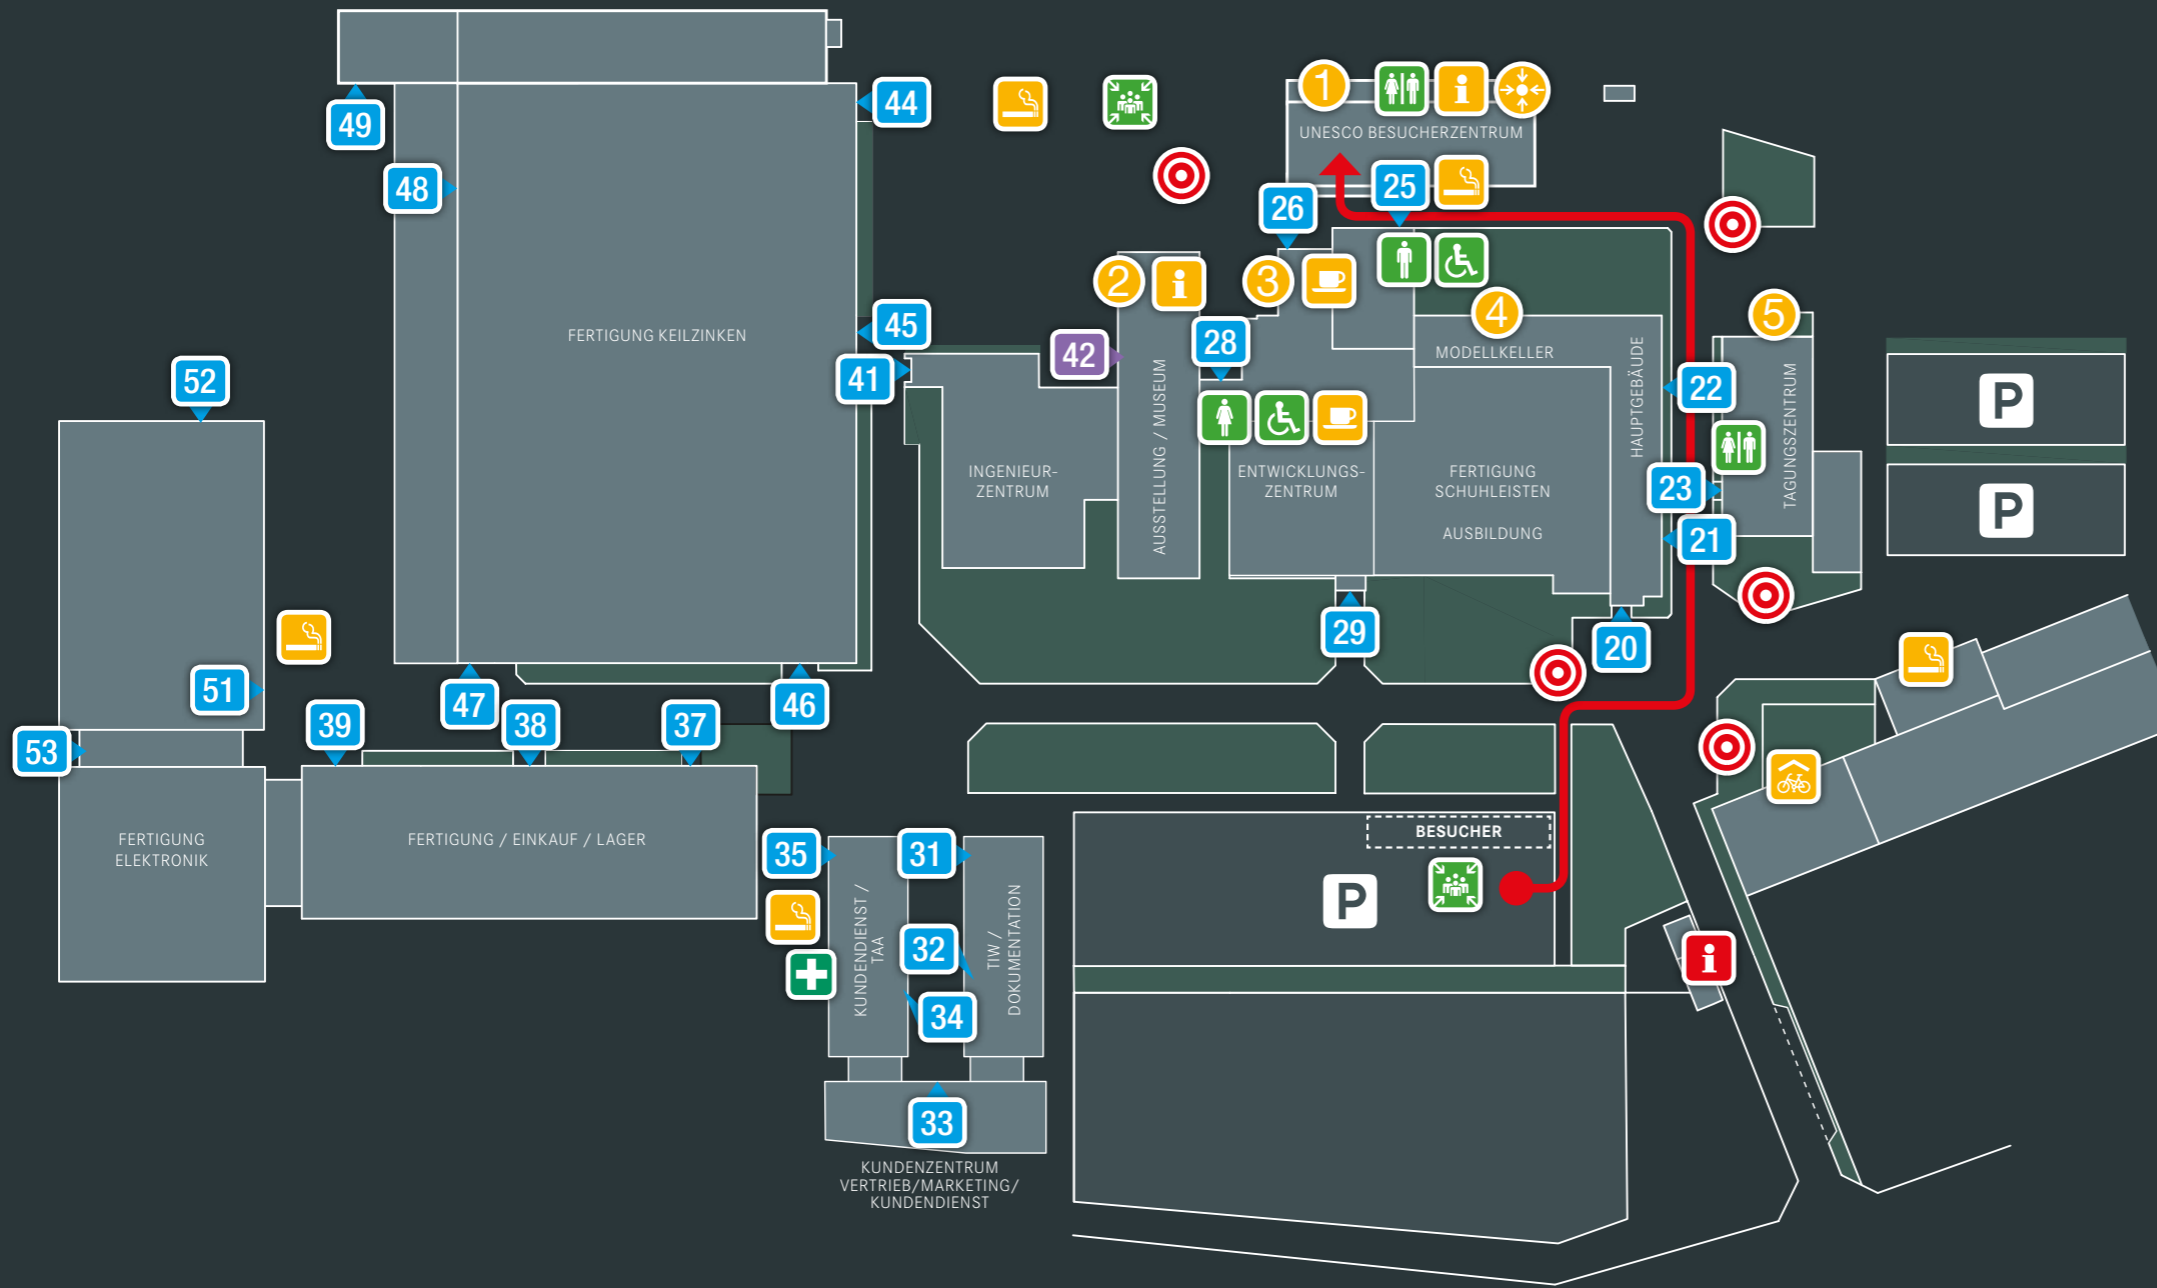 44
49
1
i
UNESCO BESUCHERZENTRUM
48
25
26
2
i
3
4
5
45
FERTIGUNG KEILZINKEN
28
42
MODELLKELLER
41
52
22
P
AUSSTELLUNG / MUSEUM
HAUPTGEBÄUDE
TAGUNGSZENTRUM
INGENIEUR-
ZENTRUM
ENTWICKLUNGS-
ZENTRUM
FERTIGUNG
SCHUHLEISTEN
AUSBILDUNG
23
P
21
29
20
51
47
46
39
38
37
53
FERTIGUNG
ELEKTRONIK
FERTIGUNG / EINKAUF / LAGER
BESUCHER
35
31
P
KUNDENDIENST /
TAA
TIW /
DOKUMENTATION
32
i
34
33
KUNDENZENTRUM
VERTRIEB/MARKETING/
KUNDENDIENST